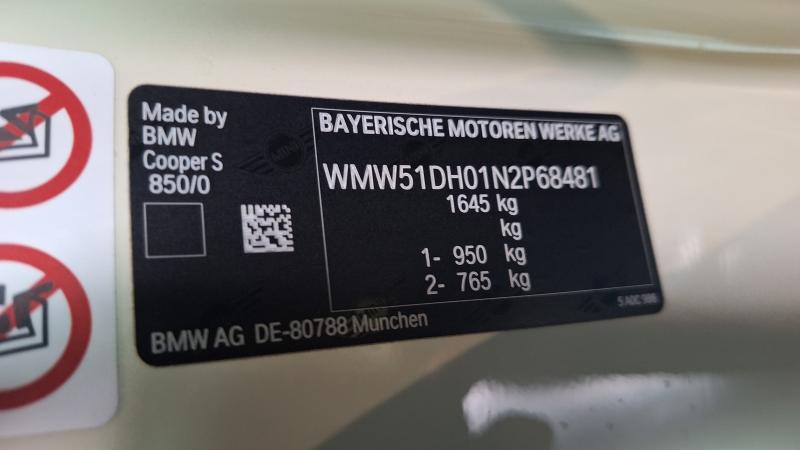 Made by
BMW
Cooper S
850/0
MINI
BAYERISCHE MOTOREN WERKE AG
WMW51DH01N2P68481
1645 kg
kg
1- 950 kg
2- 765 kg
BMW AG DE-80788 Munchen